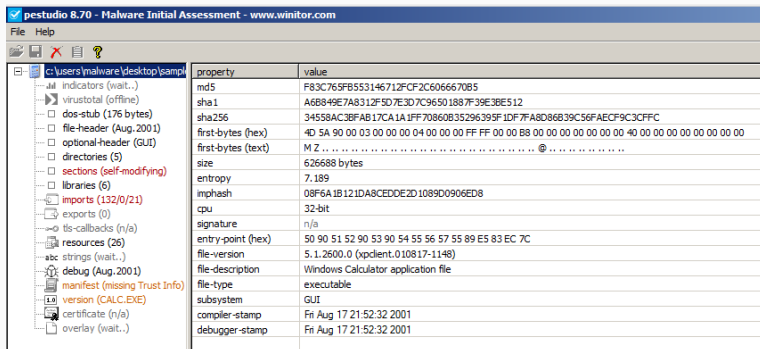 pestudio 8.70 - Malware Initial Assessment - www.winitor.com
File Help
c:\users\malware\desktop\sampl
indicators (wait..)
virustotal (offline)
dos-stub (176 bytes)
file-header (Aug.2001)
optional-header (GUI)
directories (5)
sections (self-modifying)
libraries (6)
imports (132/0/21)
exports (0)
tls-callbacks (n/a)
resources (26)
abc strings (wait..)
debug (Aug.2001)
manifest (missing Trust Info)
1.0 version (CALC.EXE)
certificate (n/a)
overlay (wait..)
property value
md5 F83C765FB553146712FCF2C6066670B5
sha1 A6B849E7A8312F5D7E3D7C96501887F39E3BE512
sha256 34558AC3BFAB17CA1A1FF70860B35296395F1DF7FA8D86B39C56FAECF9C3CFFC
first-bytes (hex) 4D 5A 90 00 03 00 00 00 04 00 00 00 FF FF 00 00 B8 00 00 00 00 00 00 00 40 00 00 00 00 00 00 00
first-bytes (text) M Z .. .. .. .. .. .. .. .. .. .. .. .. .. .. .. .. .. .. .. .. @ .. .. .. .. .. .. ..
size 626688 bytes
entropy 7.189
imphash 08F6A1B121DA8CEDDE2D1089D0906ED8
cpu 32-bit
signature n/a
entry-point (hex) 50 90 51 52 90 53 90 54 55 56 57 55 89 E5 83 EC 7C
file-version 5.1.2600.0 (xpclient.010817-1148)
file-description Windows Calculator application file
file-type executable
subsystem GUI
compiler-stamp Fri Aug 17 21:52:32 2001
debugger-stamp Fri Aug 17 21:52:32 2001